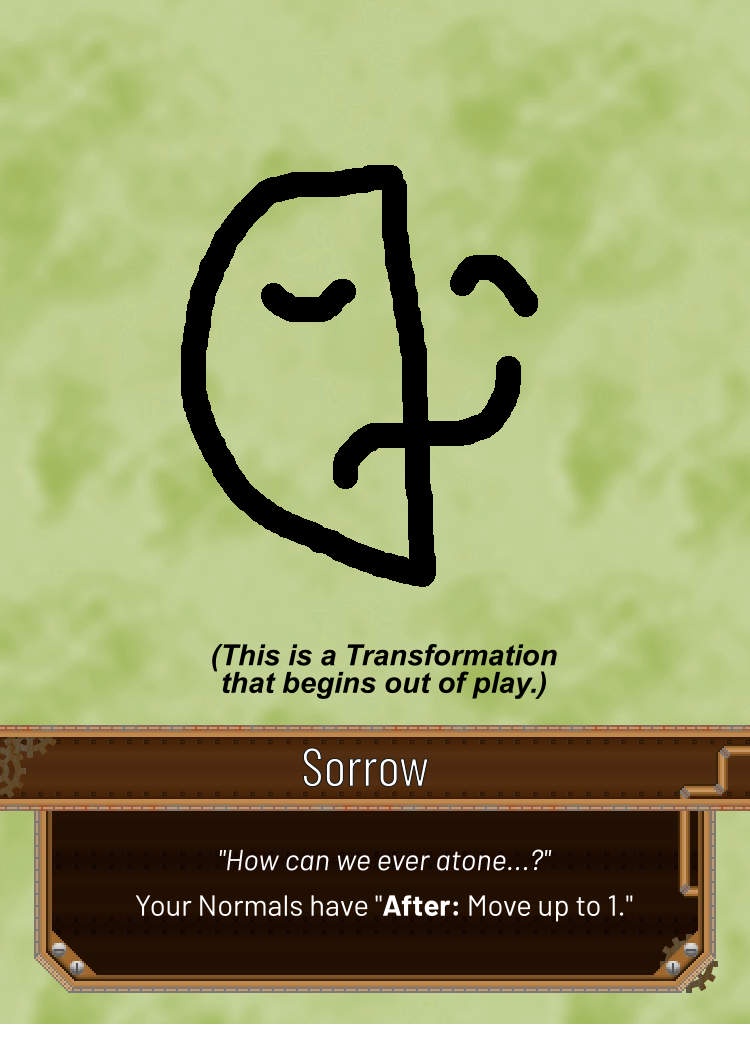 (This is a Transformation
that begins out of play.)
Sorrow
"How can we ever atone...?"
Your Normals have "After: Move up to 1."